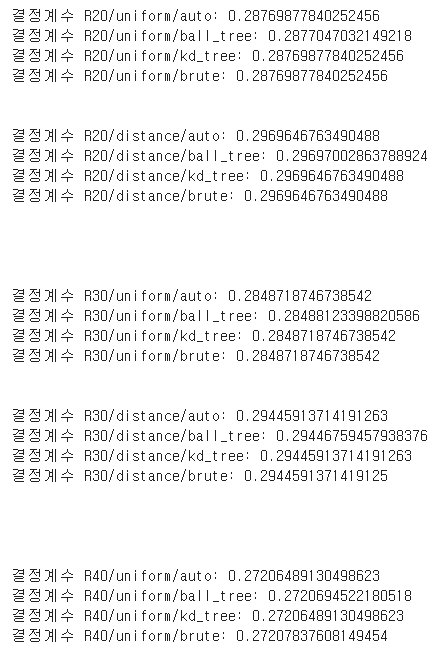 결정계수 R20/uniform/auto: 0.28769877840252456
결정계수 R20/uniform/ball_tree: 0.2877047032149218
결정계수 R20/uniform/kd_tree: 0.28769877840252456
결정계수 R20/uniform/brute: 0.28769877840252456
결정계수 R20/distance/auto: 0.2969646763490488
결정계수 R20/distance/ball_tree: 0.29697002863788924
결정계수 R20/distance/kd_tree: 0.2969646763490488
결정계수 R20/distance/brute: 0.2969646763490488
결정계수 R30/uniform/auto: 0.2848718746738542
결정계수 R30/uniform/ball_tree: 0.28488123398820586
결정계수 R30/uniform/kd_tree: 0.2848718746738542
결정계수 R30/uniform/brute: 0.2848718746738542
결정계수 R30/distance/auto: 0.29445913714191263
결정계수 R30/distance/ball_tree: 0.29446759457938376
결정계수 R30/distance/kd_tree: 0.29445913714191263
결정계수 R30/distance/brute: 0.2944591371419125
결정계수 R40/uniform/auto: 0.27206489130498623
결정계수 R40/uniform/ball_tree: 0.2720694522180518
결정계수 R40/uniform/kd_tree: 0.27206489130498623
결정계수 R40/uniform/brute: 0.27207837608149454